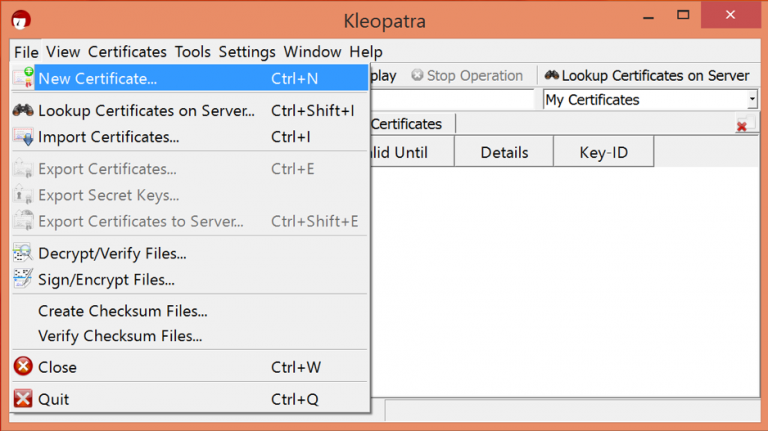 Kleopatra
File View Certificates Tools Settings Window Help
New Certificate... Ctrl+N
Stop Operation Lookup Certificates on Server
My Certificates
Lookup Certificates on Server... Ctrl+Shift+I
Import Certificates... Ctrl+I
Certificates
Until Details Key-ID
Export Certificates... Ctrl+E
Export Secret Keys...
Export Certificates to Server... Ctrl+Shift+E
Decrypt/Verify Files...
Sign/Encrypt Files...
Create Checksum Files...
Verify Checksum Files...
Close Ctrl+W
Quit Ctrl+Q